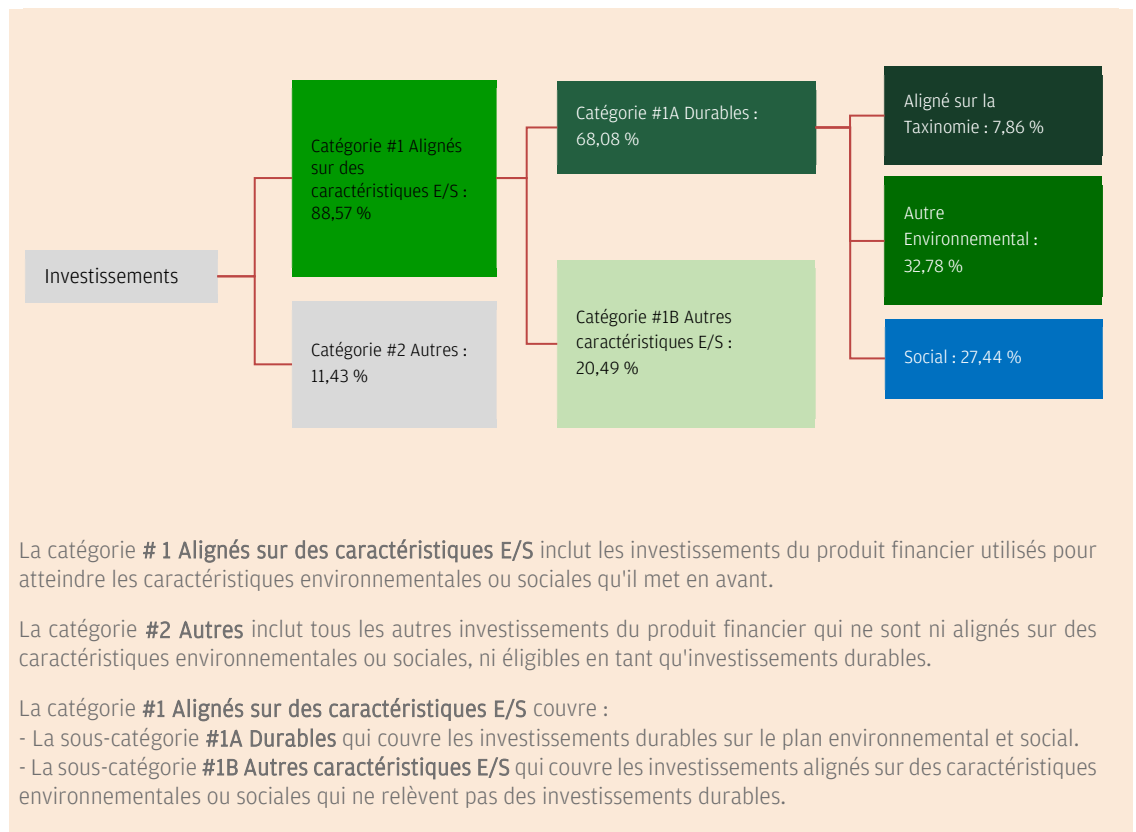 Investissements
Catégorie #1 Alignés
sur des
caractéristiques E/S :
88,57 %
Catégorie #2 Autres :
11,43 %
Catégorie #1A Durables :
68,08 %
Catégorie #1B Autres
caractéristiques E/S :
20,49 %
Aligné sur la
Taxinomie : 7,86 %
Autre
Environnemental :
32,78 %
Social : 27,44 %
La catégorie # 1 Alignés sur des caractéristiques E/S inclut les investissements du produit financier utilisés pour
atteindre les caractéristiques environnementales ou sociales qu'il met en avant.
La catégorie #2 Autres inclut tous les autres investissements du produit financier qui ne sont ni alignés sur des
caractéristiques environnementales ou sociales, ni éligibles en tant qu'investissements durables.
La catégorie #1 Alignés sur des caractéristiques E/S couvre :
- La sous-catégorie #1A Durables qui couvre les investissements durables sur le plan environnemental et social.
- La sous-catégorie #1B Autres caractéristiques E/S qui couvre les investissements alignés sur des caractéristiques
environnementales ou sociales qui ne relèvent pas des investissements durables.